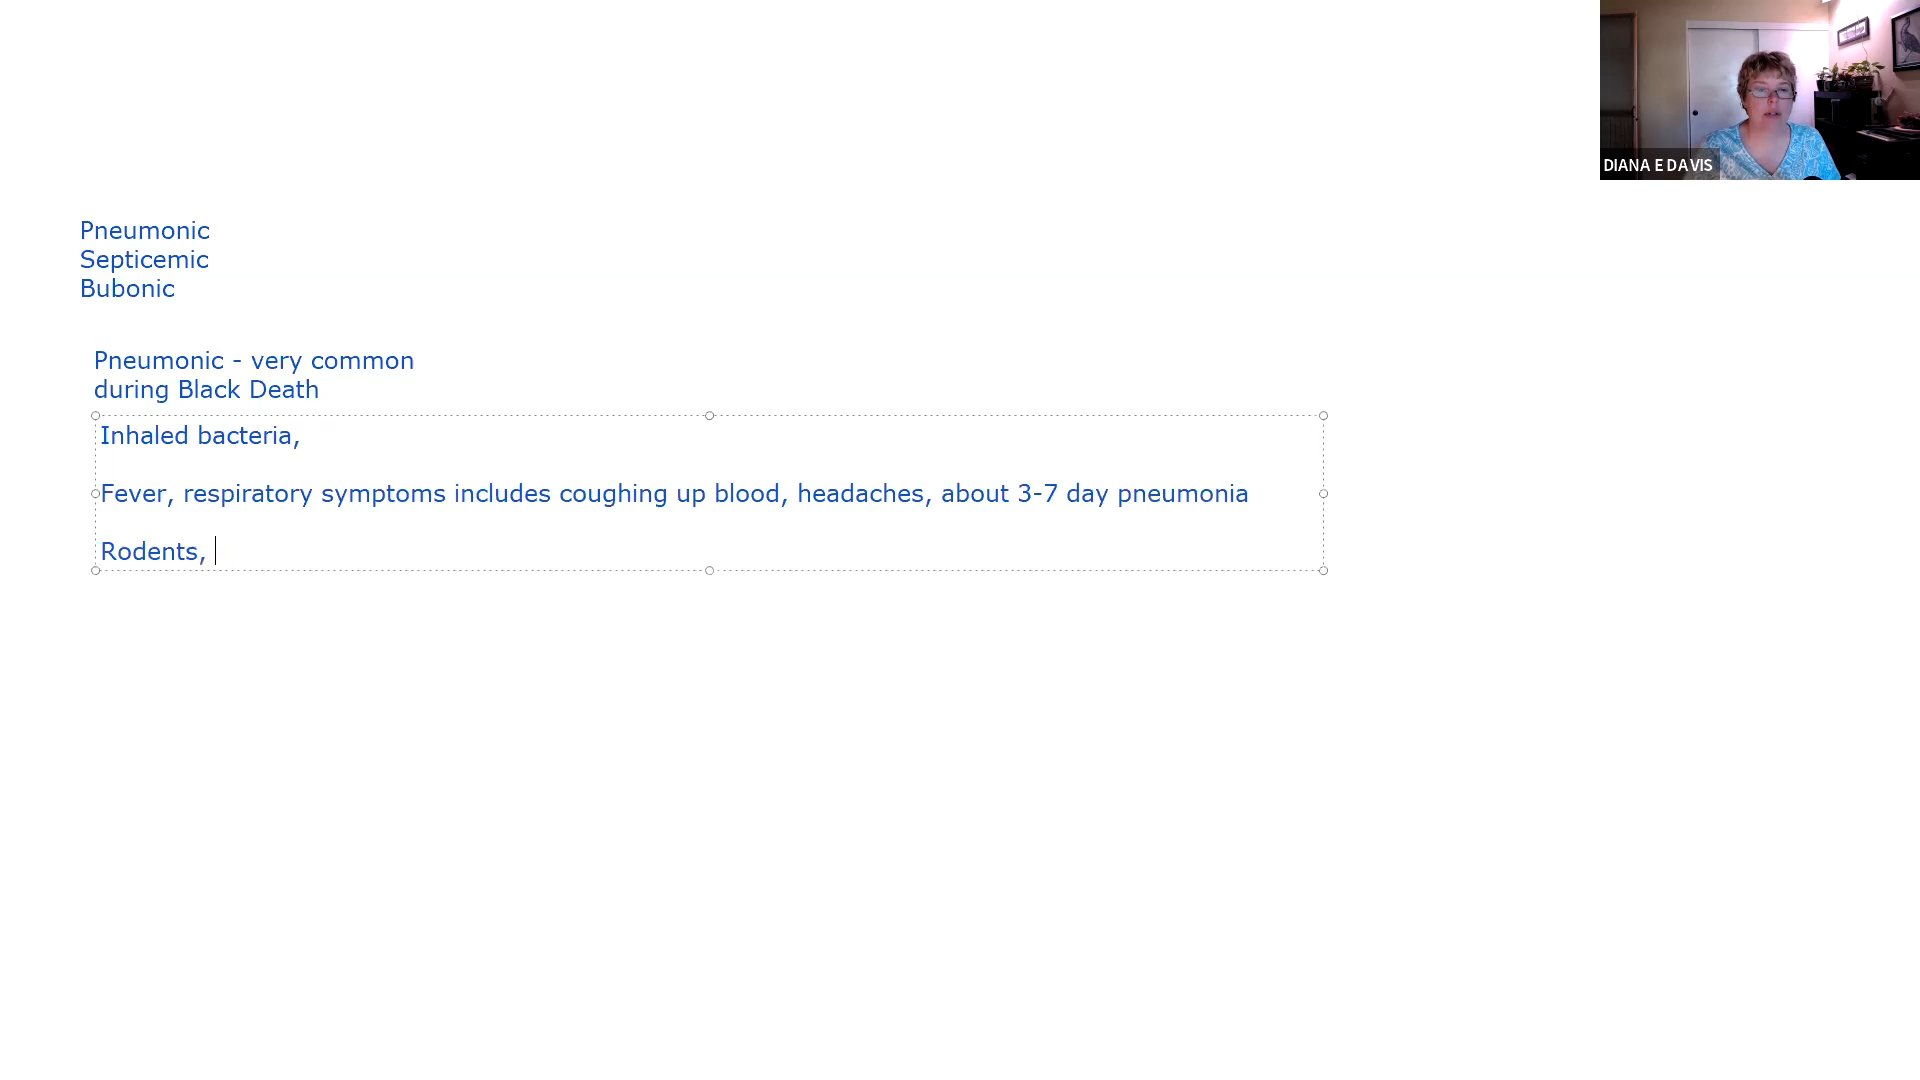 DIANA E DAVIS
Pneumonic
Septicemic
Bubonic
Pneumonic - very common
during Black Death
Inhaled bacteria,
Fever, respiratory symptoms includes coughing up blood, headaches, about 3-7 day pneumonia
Rodents,